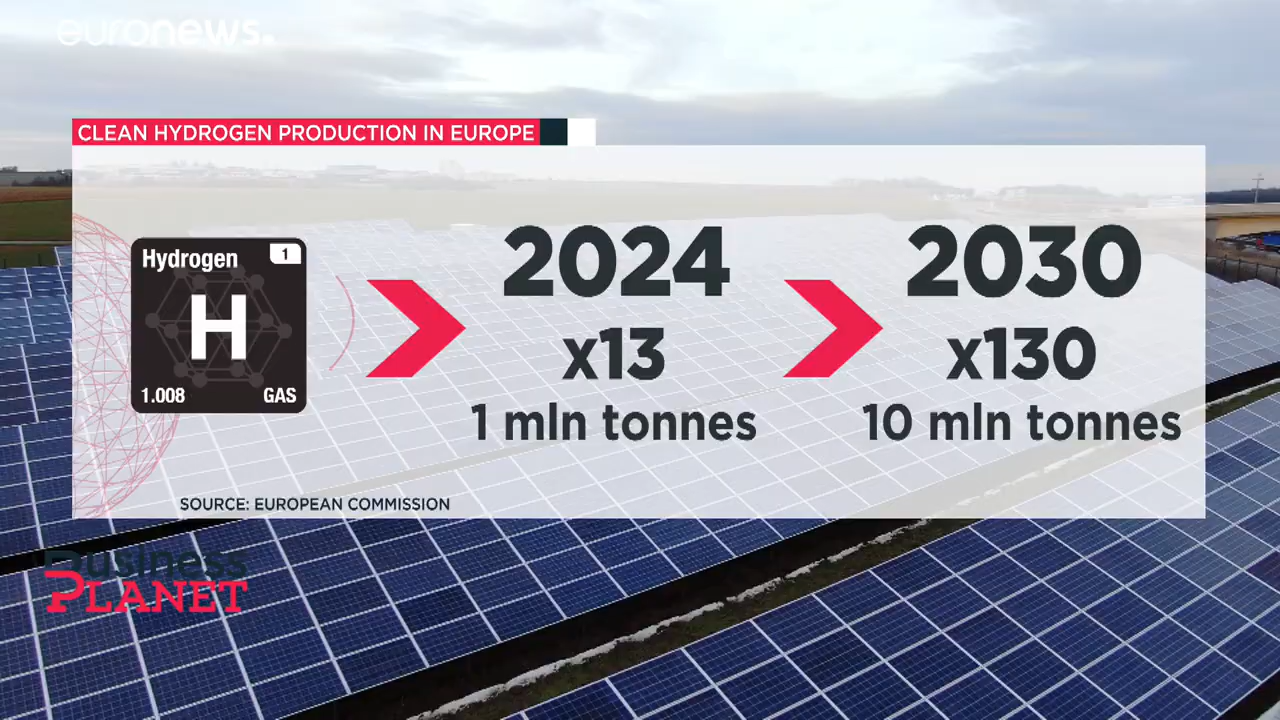 euronews.
CLEAN HYDROGEN PRODUCTION IN EUROPE
Hydrogen 1
H
1.008 GAS
2024
x13
1 mln tonnes
2030
x130
10 mln tonnes
SOURCE: EUROPEAN COMMISSION
Business
PLANET